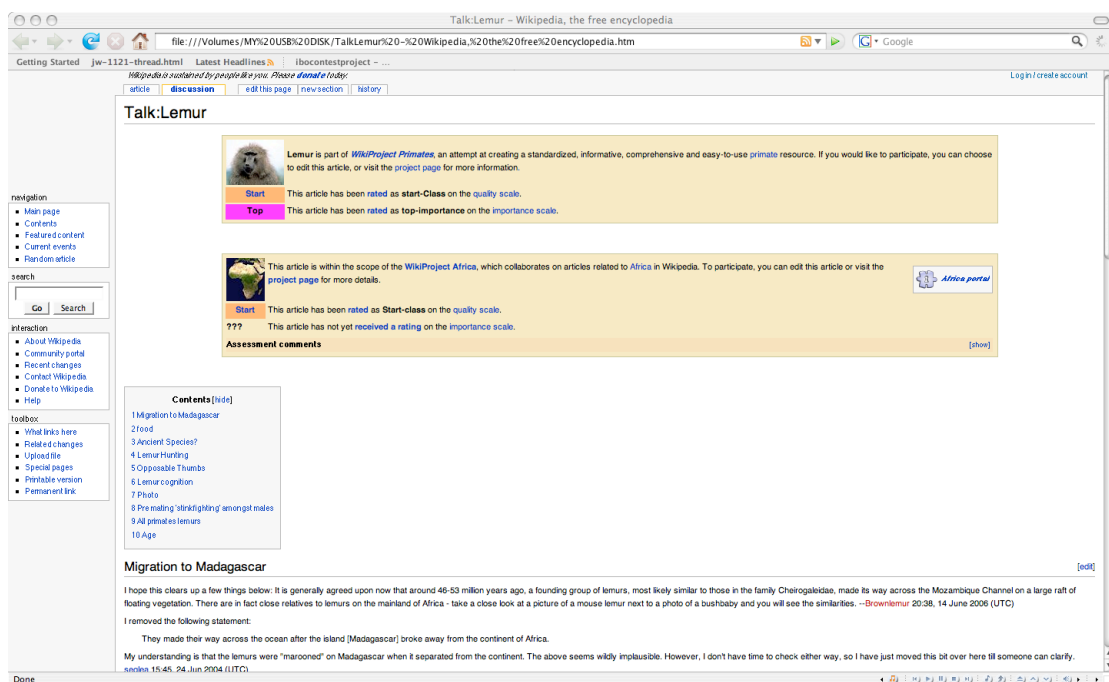 Talk:Lemur – Wikipedia, the free encyclopedia
file:///Volumes/MY%20USB%20DISK/TalkLemur%20-%20Wikipedia,%20the%20free%20encyclopedia.htm
Google
Getting Started jw-1121-thread.html Latest Headlines ibocontestproject – ...
Wikipedia is sustained by people like you. Please donate today.
Log in / create account
article discussion edit this page new section history
Talk:Lemur
Lemur is part of WikiProject Primates, an attempt at creating a standardized, informative, comprehensive and easy-to-use primate resource. If you would like to participate, you can choose
to edit this article, or visit the project page for more information.
Start This article has been rated as start-Class on the quality scale.
Top This article has been rated as top-importance on the importance scale.
This article is within the scope of the WikiProject Africa, which collaborates on articles related to Africa in Wikipedia. To participate, you can edit this article or visit the
project page for more details.
Africa portal
Start This article has been rated as Start-class on the quality scale.
??? This article has not yet received a rating on the importance scale.
Assessment comments [show]
navigation
Main page
Contents
Featured content
Current events
Random article
search
Go Search
interaction
About Wikipedia
Community portal
Recent changes
Contact Wikipedia
Donate to Wikipedia
Help
toolbox
What links here
Related changes
Upload file
Special pages
Printable version
Permanent link
Contents [hide]
1 Migration to Madagascar
2 food
3 Ancient Species?
4 Lemur Hunting
5 Opposable Thumbs
6 Lemur cognition
7 Photo
8 Pre mating 'stinkfighting' amongst males
9 All primates lemurs
10 Age
Migration to Madagascar [edit]
I hope this clears up a few things below: It is generally agreed upon now that around 46-53 million years ago, a founding group of lemurs, most likely similar to those in the family Cheirogaleidae, made its way across the Mozambique Channel on a large raft of
floating vegetation. There are in fact close relatives to lemurs on the mainland of Africa - take a close look at a picture of a mouse lemur next to a photo of a bushbaby and you will see the similarities. --Brownlemur 20:38, 14 June 2006 (UTC)
I removed the following statement:
They made their way across the ocean after the island [Madagascar] broke away from the continent of Africa.
My understanding is that the lemurs were "marooned" on Madagascar when it separated from the continent. The above seems wildly implausible. However, I don't have time to check either way, so I have just moved this bit over here till someone can clarify.
seglea 15:45, 24 Jun 2004 (UTC)
Done